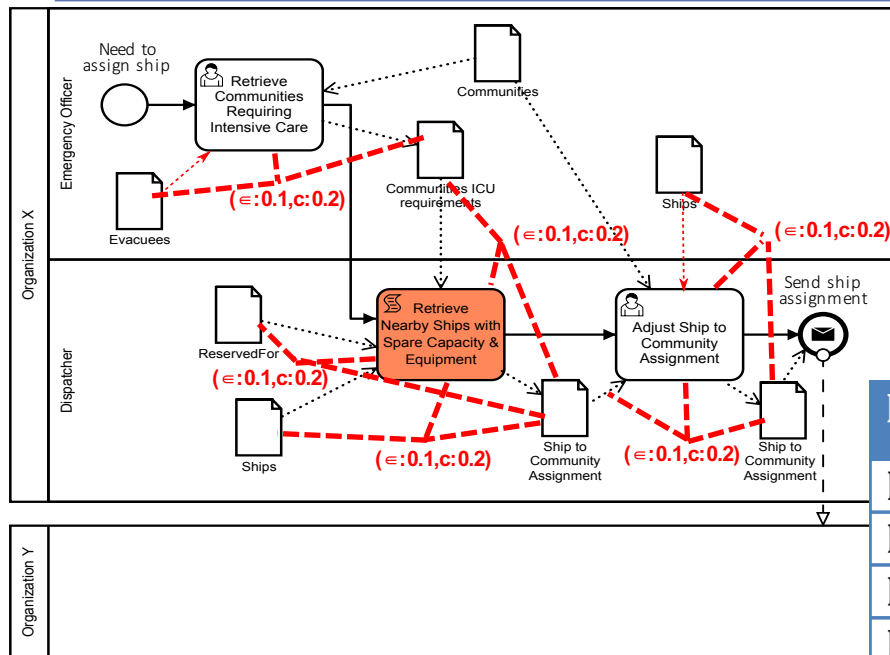 Organization X
Emergency Officer
Need to
assign ship
Retrieve
Communities
Requiring
Intensive Care
Communities
Evacuees
(∈:0.1,c:0.2)
Communities ICU
requirements
Ships
(∈:0.1,c:0.2)
(∈:0.1,c:0.2)
Dispatcher
ReservedFor
(∈:0.1,c:0.2)
Retrieve
Nearby Ships with
Spare Capacity &
Equipment
Adjust Ship to
Community
Assignment
Send ship
assignment
Ships
(∈:0.1,c:0.2)
Ship to
Community
Assignment
(∈:0.1,c:0.2)
Ship to
Community
Assignment
Organization Y